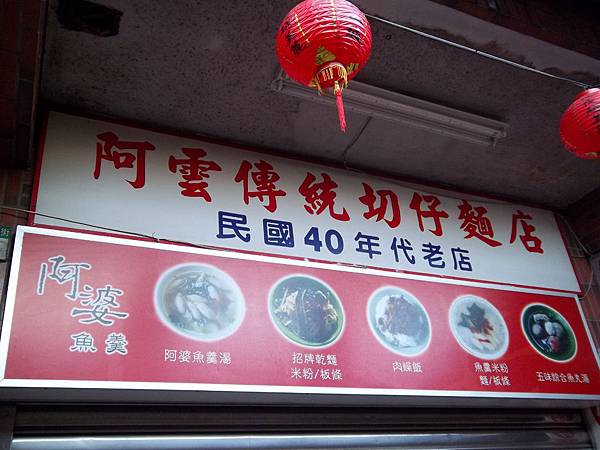 阿雲傳統切仔麵店
民國40年代老店
街
阿婆
魚羹
阿婆魚羹湯
招牌乾麵
米粉/板條
肉燥飯
魚羹米粉
麵/板條
五味綜合魚丸湯